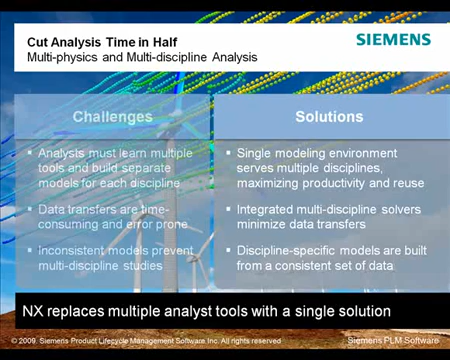 Cut Analysis Time in Half
Multi-physics and Multi-discipline Analysis
SIEMENS
Challenges
▪ Analysts must learn multiple
tools and build separate
models for each discipline
▪ Data transfers are time-
consuming and error prone
▪ Inconsistent models prevent
multi-discipline studies
Solutions
▪ Single modeling environment
serves multiple disciplines,
maximizing productivity and reuse
▪ Integrated multi-discipline solvers
minimize data transfers
▪ Discipline-specific models are built
from a consistent set of data
NX replaces multiple analyst tools with a single solution
© 2009. Siemens Product Lifecycle Management Software Inc. All rights reserved
Siemens PLM Software